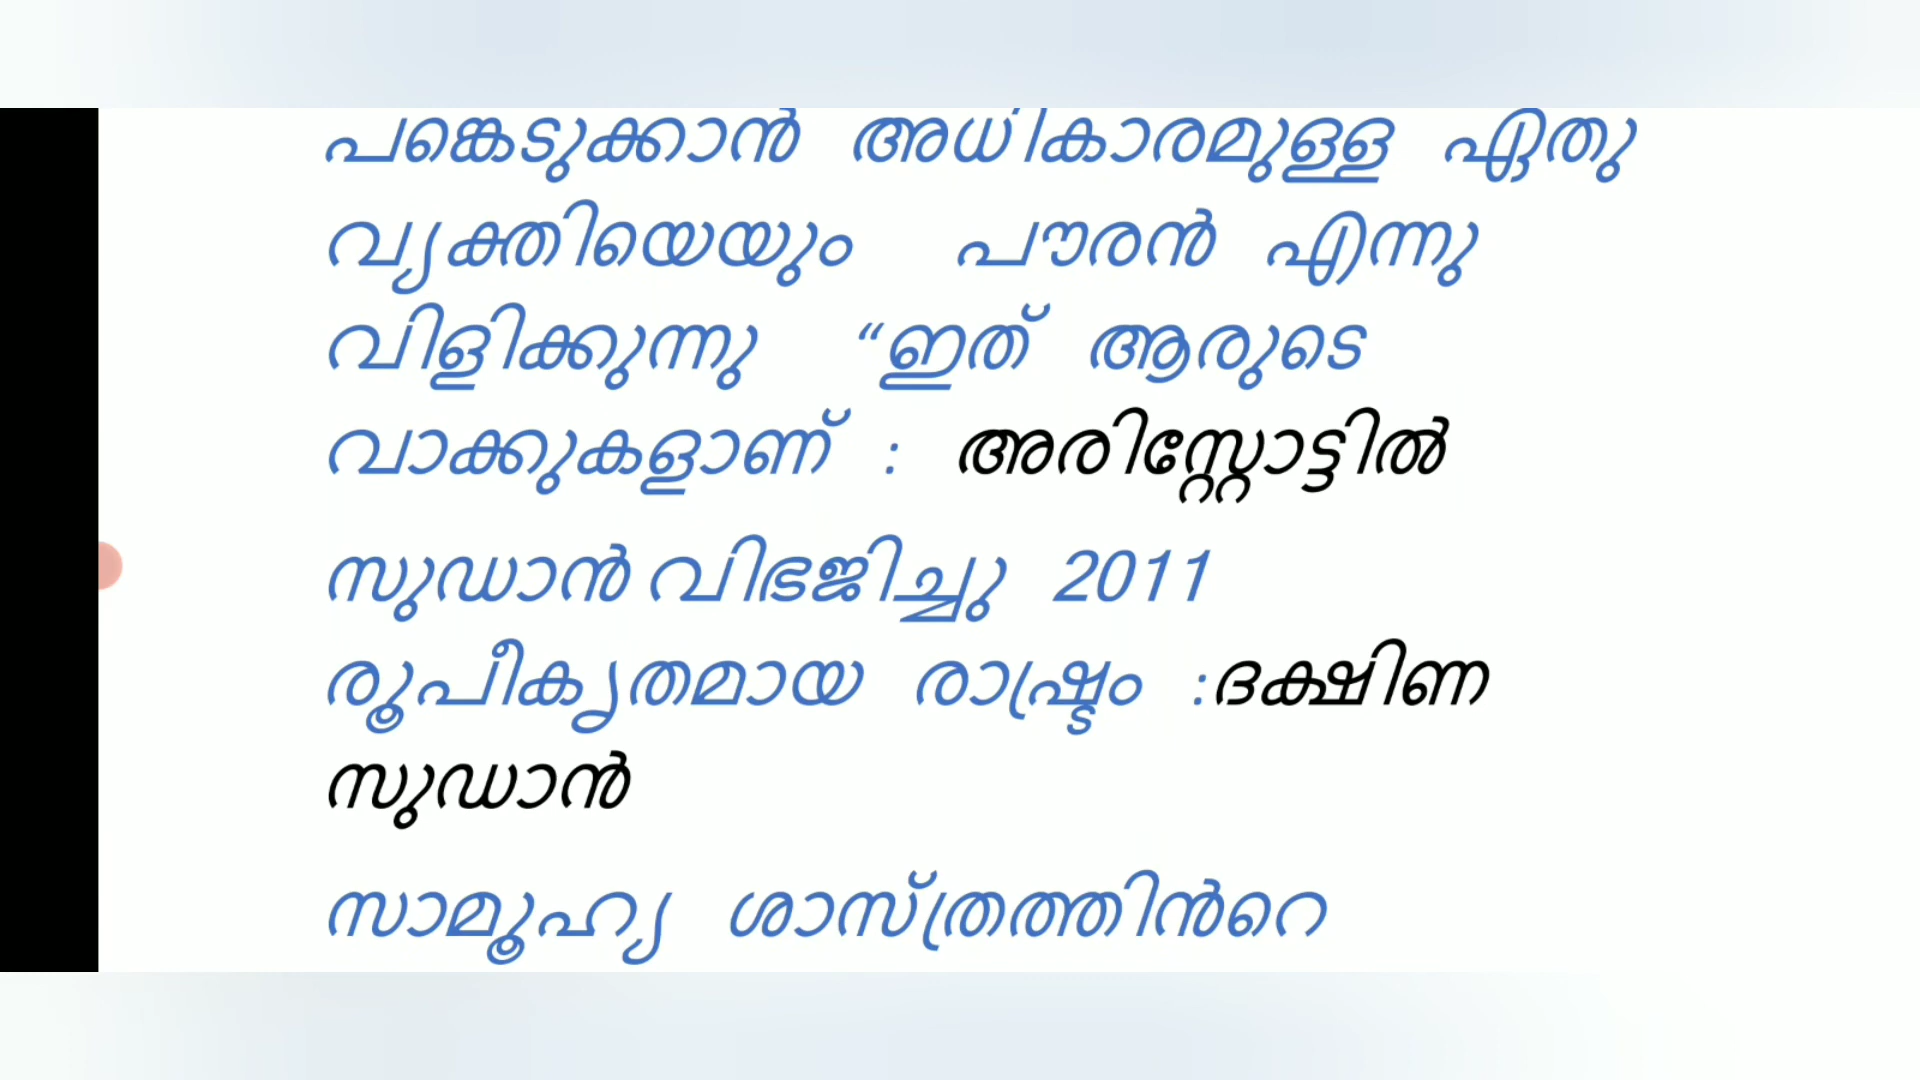 പങ്കെടുക്കാൻ അധികാരമുള്ള ഏതു
വ്യക്തിയെയും പൗരൻ എന്നു
വിളിക്കുന്നു “ഇത് ആരുടെ
വാക്കുകളാണ് : അരിസ്റ്റോട്ടിൽ
സുഡാൻ വിഭജിച്ചു 2011
രൂപീകൃതമായ രാഷ്ട്രം :ദക്ഷിണ
സുഡാൻ
സാമൂഹ്യ ശാസ്ത്രത്തിൻറെ